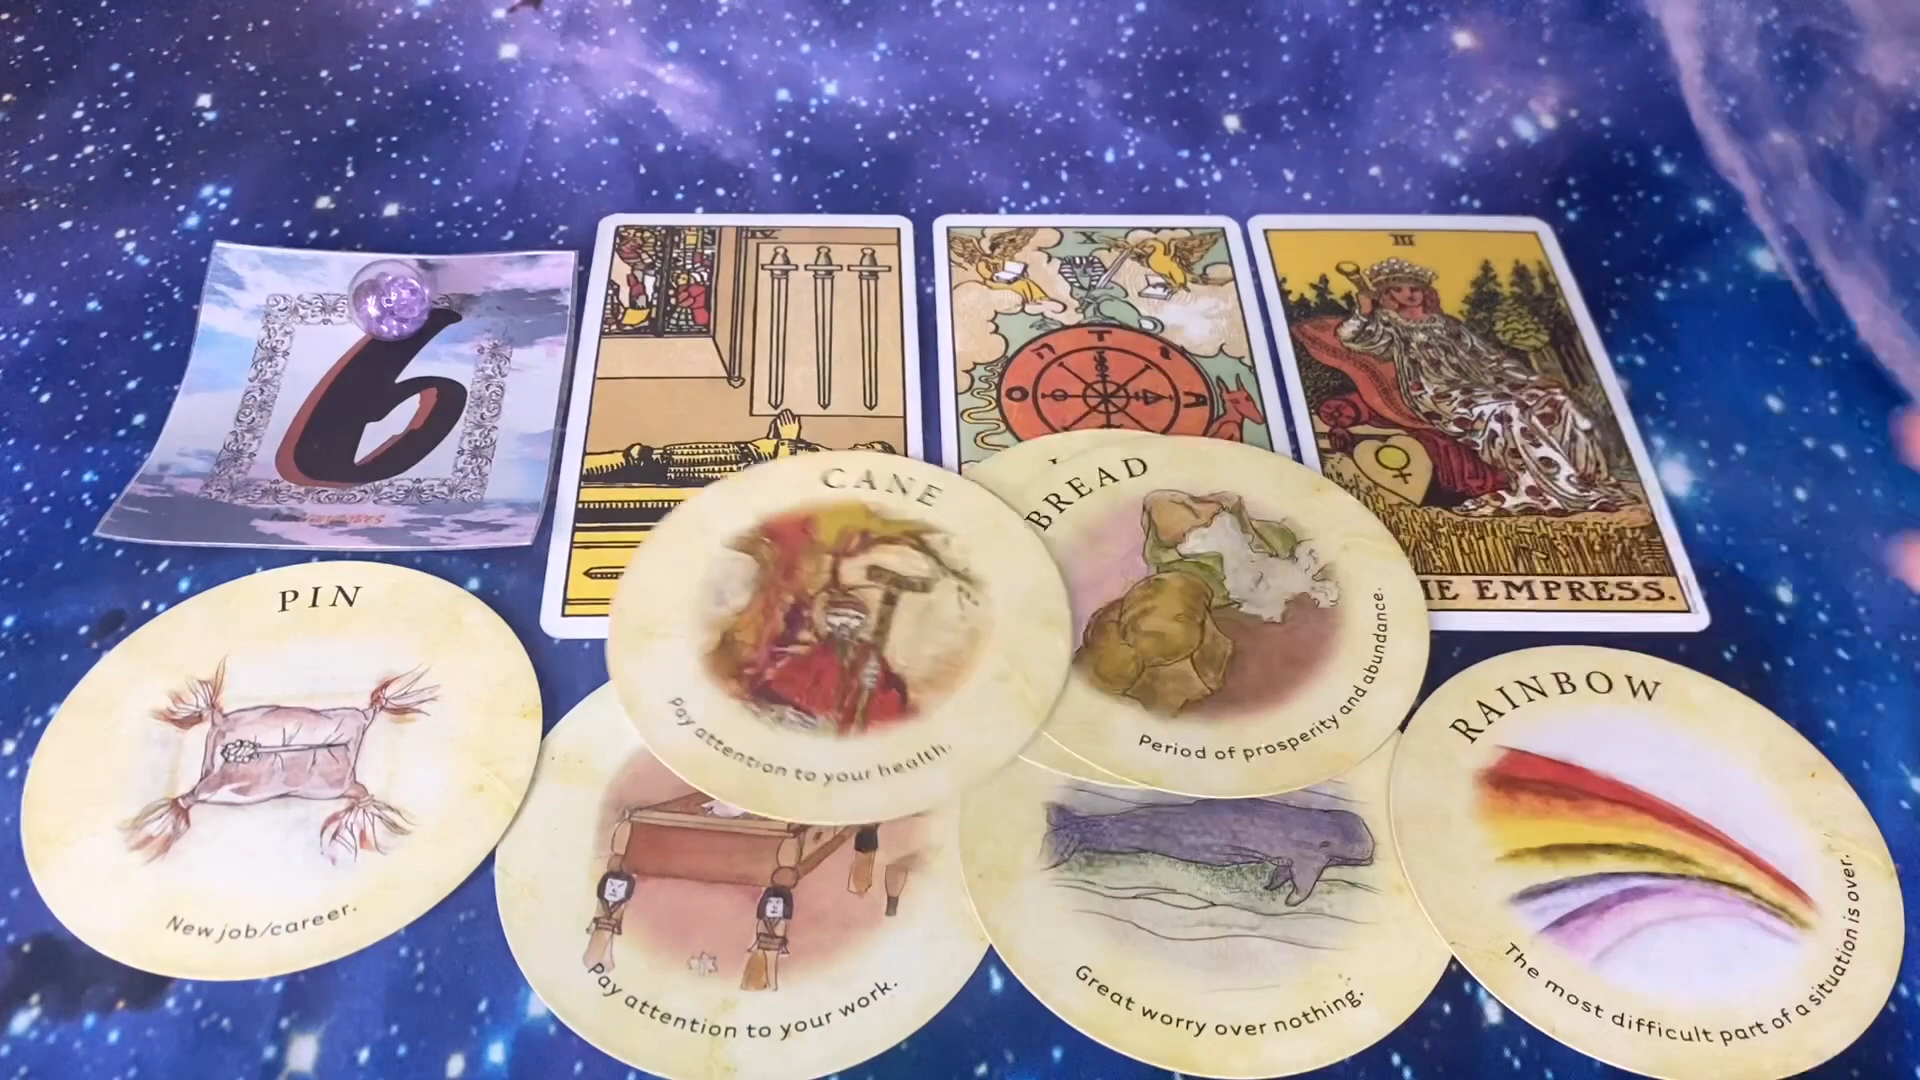 6
IV
X
III
THE EMPRESS.
PIN
New job/career.
CANE
Pay attention to your health.
BREAD
Period of prosperity and abundance.
Pay attention to your work.
Great worry over nothing.
RAINBOW
The most difficult part of a situation is over.